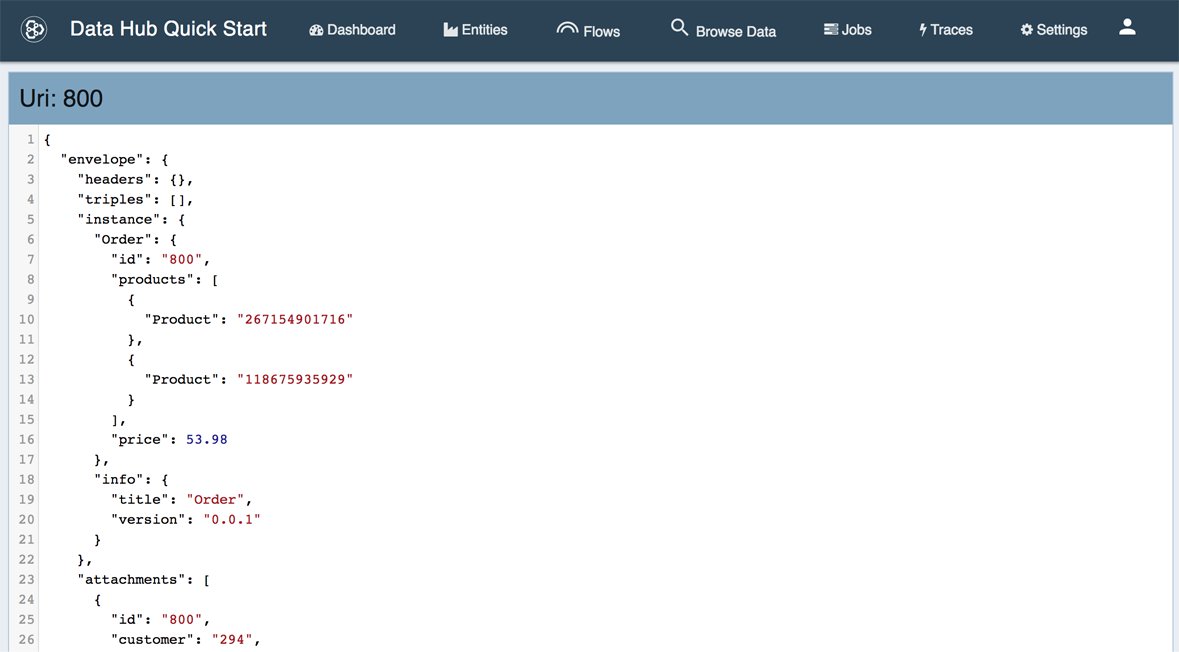 Data Hub Quick Start Dashboard Entities Flows Browse Data Jobs Traces Settings
Uri: 800
1 {
2   "envelope": {
3     "headers": {},
4     "triples": [],
5     "instance": {
6       "Order": {
7         "id": "800",
8         "products": [
9           {
10             "Product": "267154901716"
11           },
12           {
13             "Product": "118675935929"
14           }
15         ],
16         "price": 53.98
17       },
18       "info": {
19         "title": "Order",
20         "version": "0.0.1"
21       }
22     },
23     "attachments": [
24       {
25         "id": "800",
26         "customer": "294",